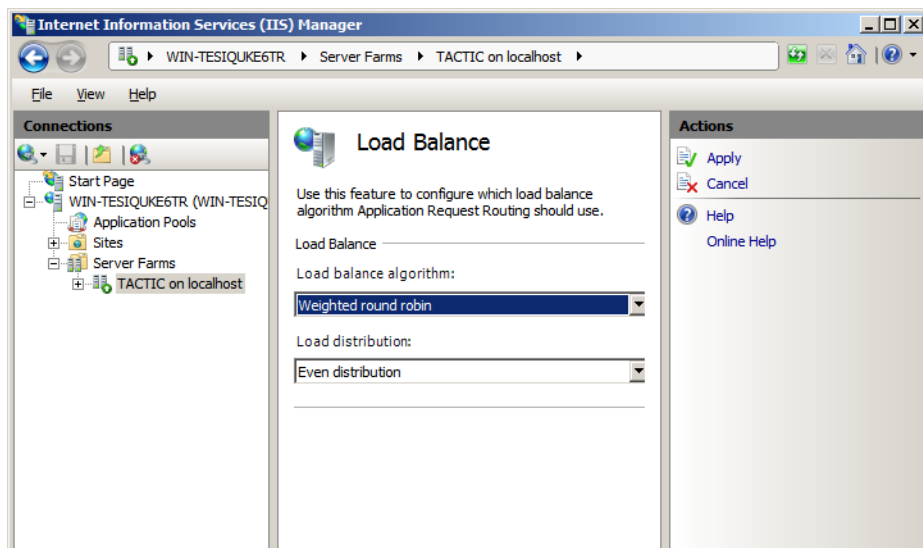 Internet Information Services (IIS) Manager
WIN-TESIQUKE6TR Server Farms TACTIC on localhost
File View Help
Connections
Start Page
WIN-TESIQUKE6TR (WIN-TESIQ
Application Pools
Sites
Server Farms
TACTIC on localhost
Load Balance
Use this feature to configure which load balance
algorithm Application Request Routing should use.
Load Balance
Load balance algorithm:
Weighted round robin
Load distribution:
Even distribution
Actions
Apply
Cancel
Help
Online Help